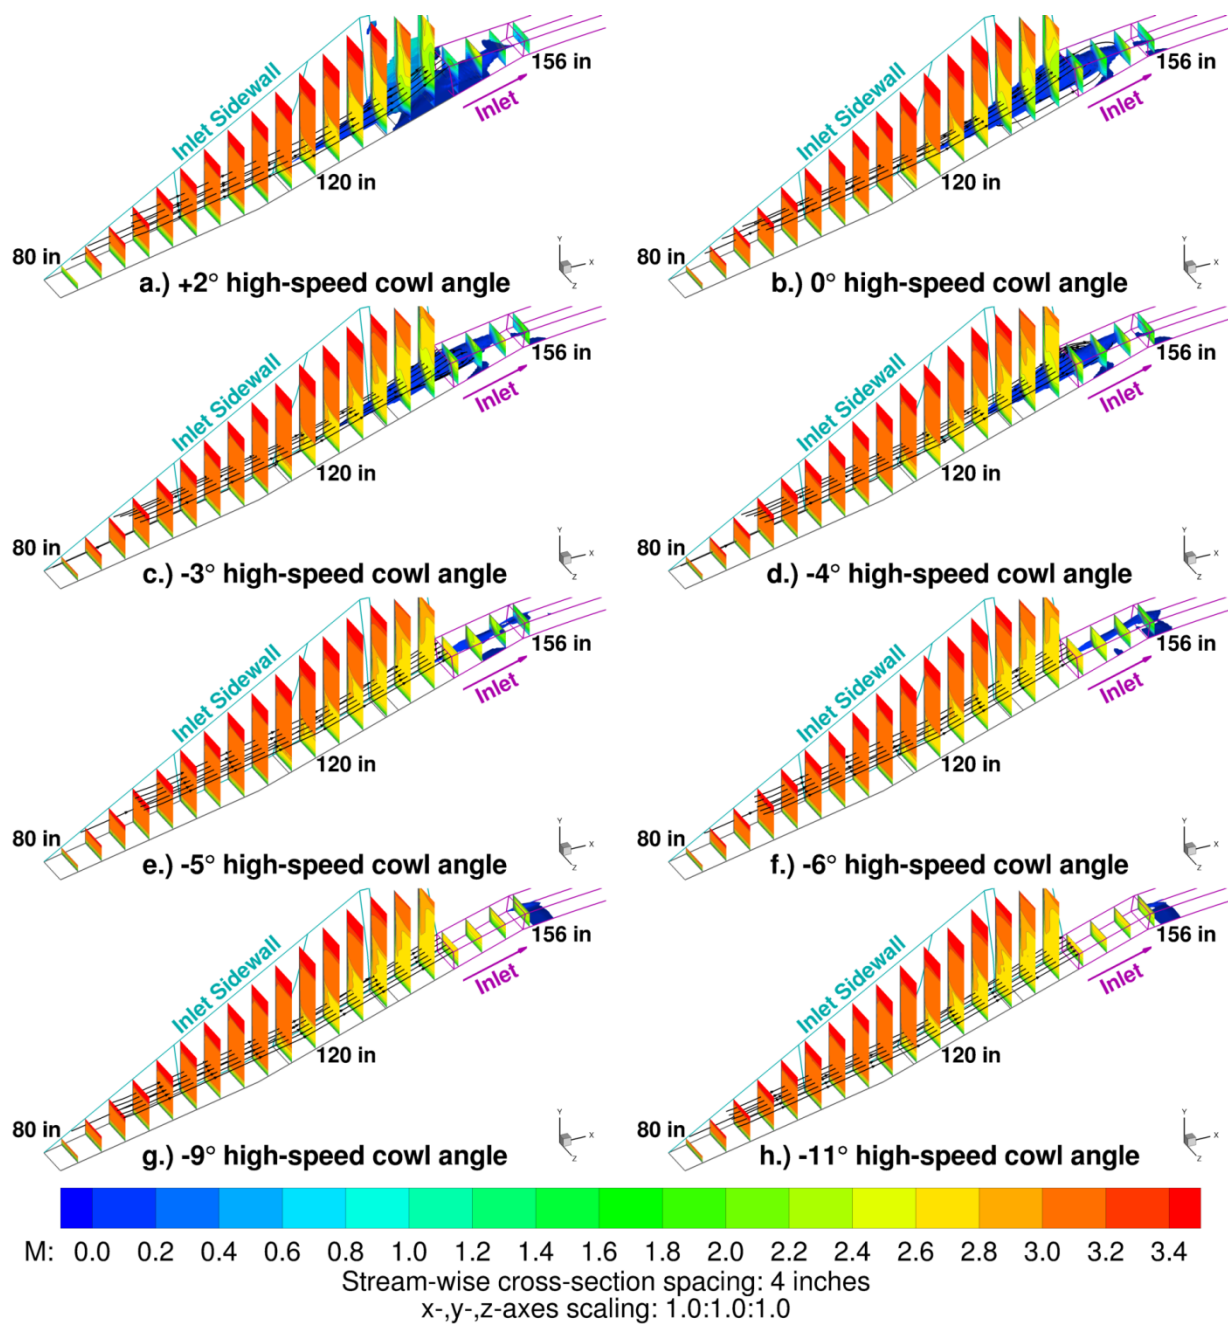 Inlet Sidewall
156 in
Inlet
120 in
80 in
Y
X
Z
a.) +2° high-speed cowl angle
Inlet Sidewall
156 in
Inlet
120 in
80 in
Y
X
Z
b.) 0° high-speed cowl angle
Inlet Sidewall
156 in
Inlet
120 in
80 in
Y
X
Z
c.) -3° high-speed cowl angle
Inlet Sidewall
156 in
Inlet
120 in
80 in
Y
X
Z
d.) -4° high-speed cowl angle
Inlet Sidewall
156 in
Inlet
120 in
80 in
Y
X
Z
e.) -5° high-speed cowl angle
Inlet Sidewall
156 in
Inlet
120 in
80 in
Y
X
Z
f.) -6° high-speed cowl angle
Inlet Sidewall
156 in
Inlet
120 in
80 in
Y
X
Z
g.) -9° high-speed cowl angle
Inlet Sidewall
156 in
Inlet
120 in
80 in
Y
X
Z
h.) -11° high-speed cowl angle
M: 0.0 0.2 0.4 0.6 0.8 1.0 1.2 1.4 1.6 1.8 2.0 2.2 2.4 2.6 2.8 3.0 3.2 3.4
Stream-wise cross-section spacing: 4 inches
x-,y-,z-axes scaling: 1.0:1.0:1.0